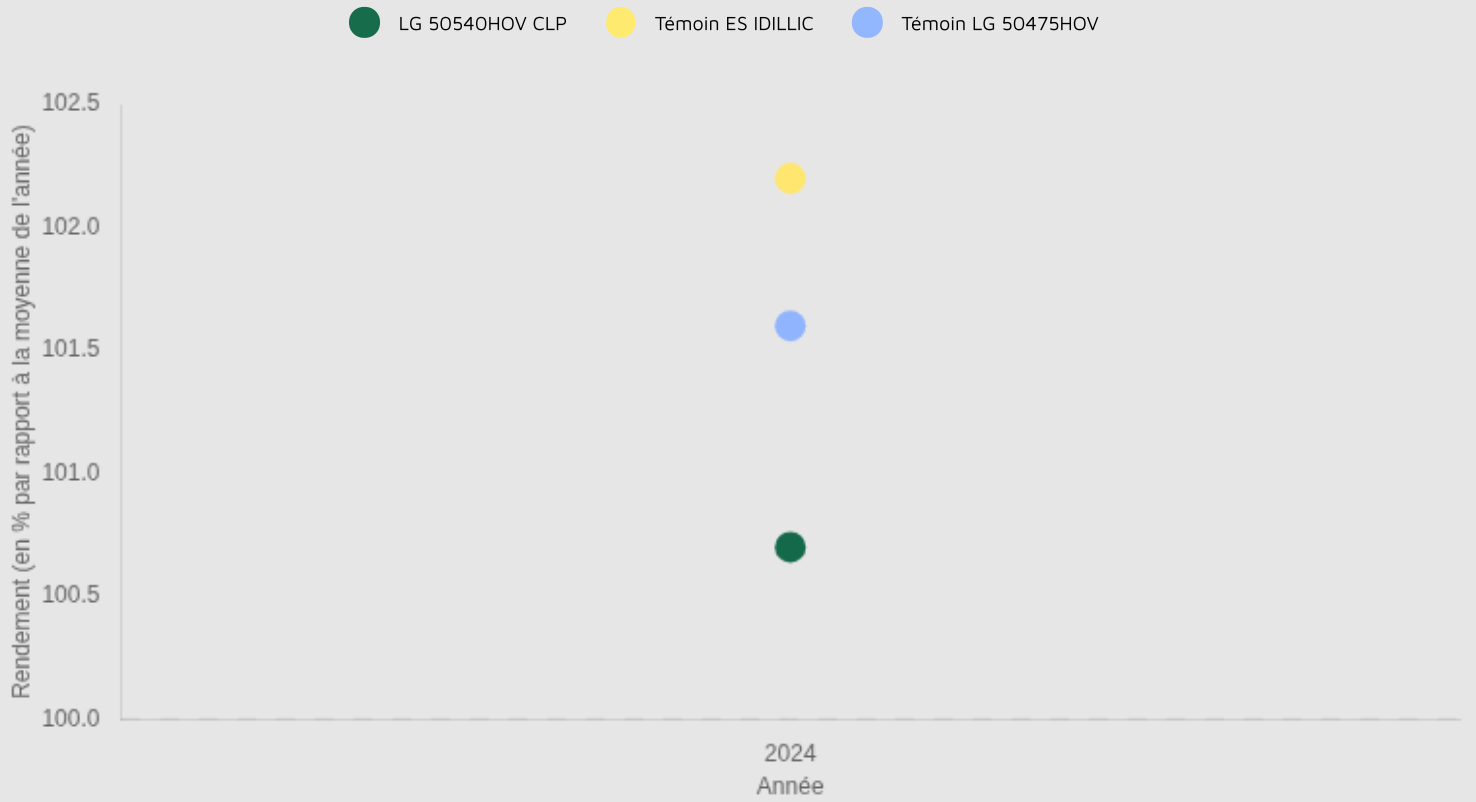 LG 50540HOV CLP
Témoin ES IDILLIC
Témoin LG 50475HOV
Rendement (en % par rapport à la moyenne de l'année)
102.5
102.0
101.5
101.0
100.5
100.0
2024
Année